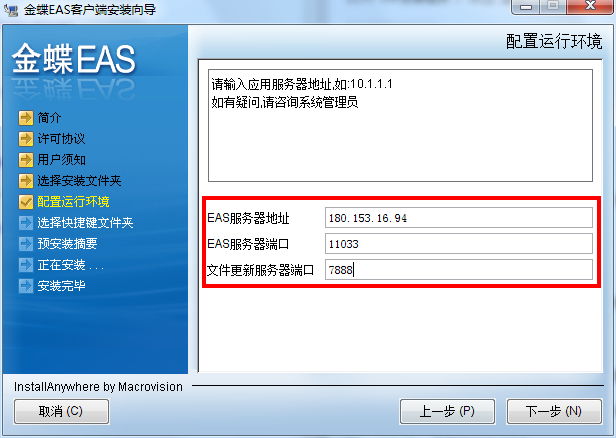 金蝶EAS客户端安装向导
配置运行环境
金蝶EAS
简介
许可协议
用户须知
选择安装文件夹
配置运行环境
选择快捷键文件夹
预安装摘要
正在安装 . . .
安装完毕
请输入应用服务器地址,如:10.1.1.1
如有疑问,请咨询系统管理员
EAS服务器地址 180.153.16.94
EAS服务器端口 11033
文件更新服务器端口 7888
InstallAnywhere by Macrovision
取消 (C)
上一步 (P)
下一步 (N)